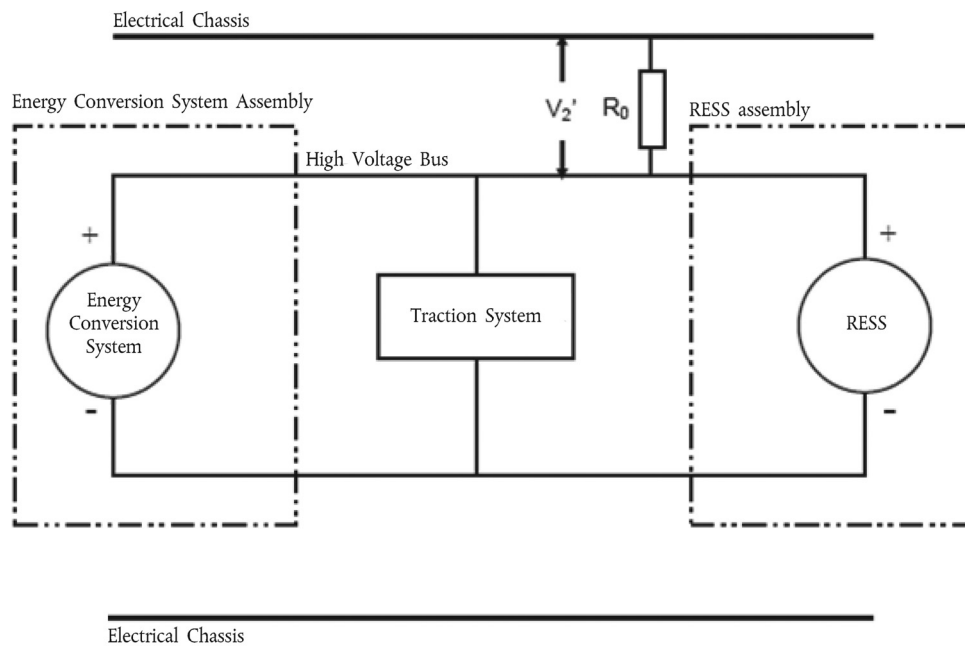 Electrical Chassis
Energy Conversion System Assembly
V2'
R0
RESS assembly
High Voltage Bus
+
+
Energy
Conversion
System
Traction System
RESS
-
-
Electrical Chassis